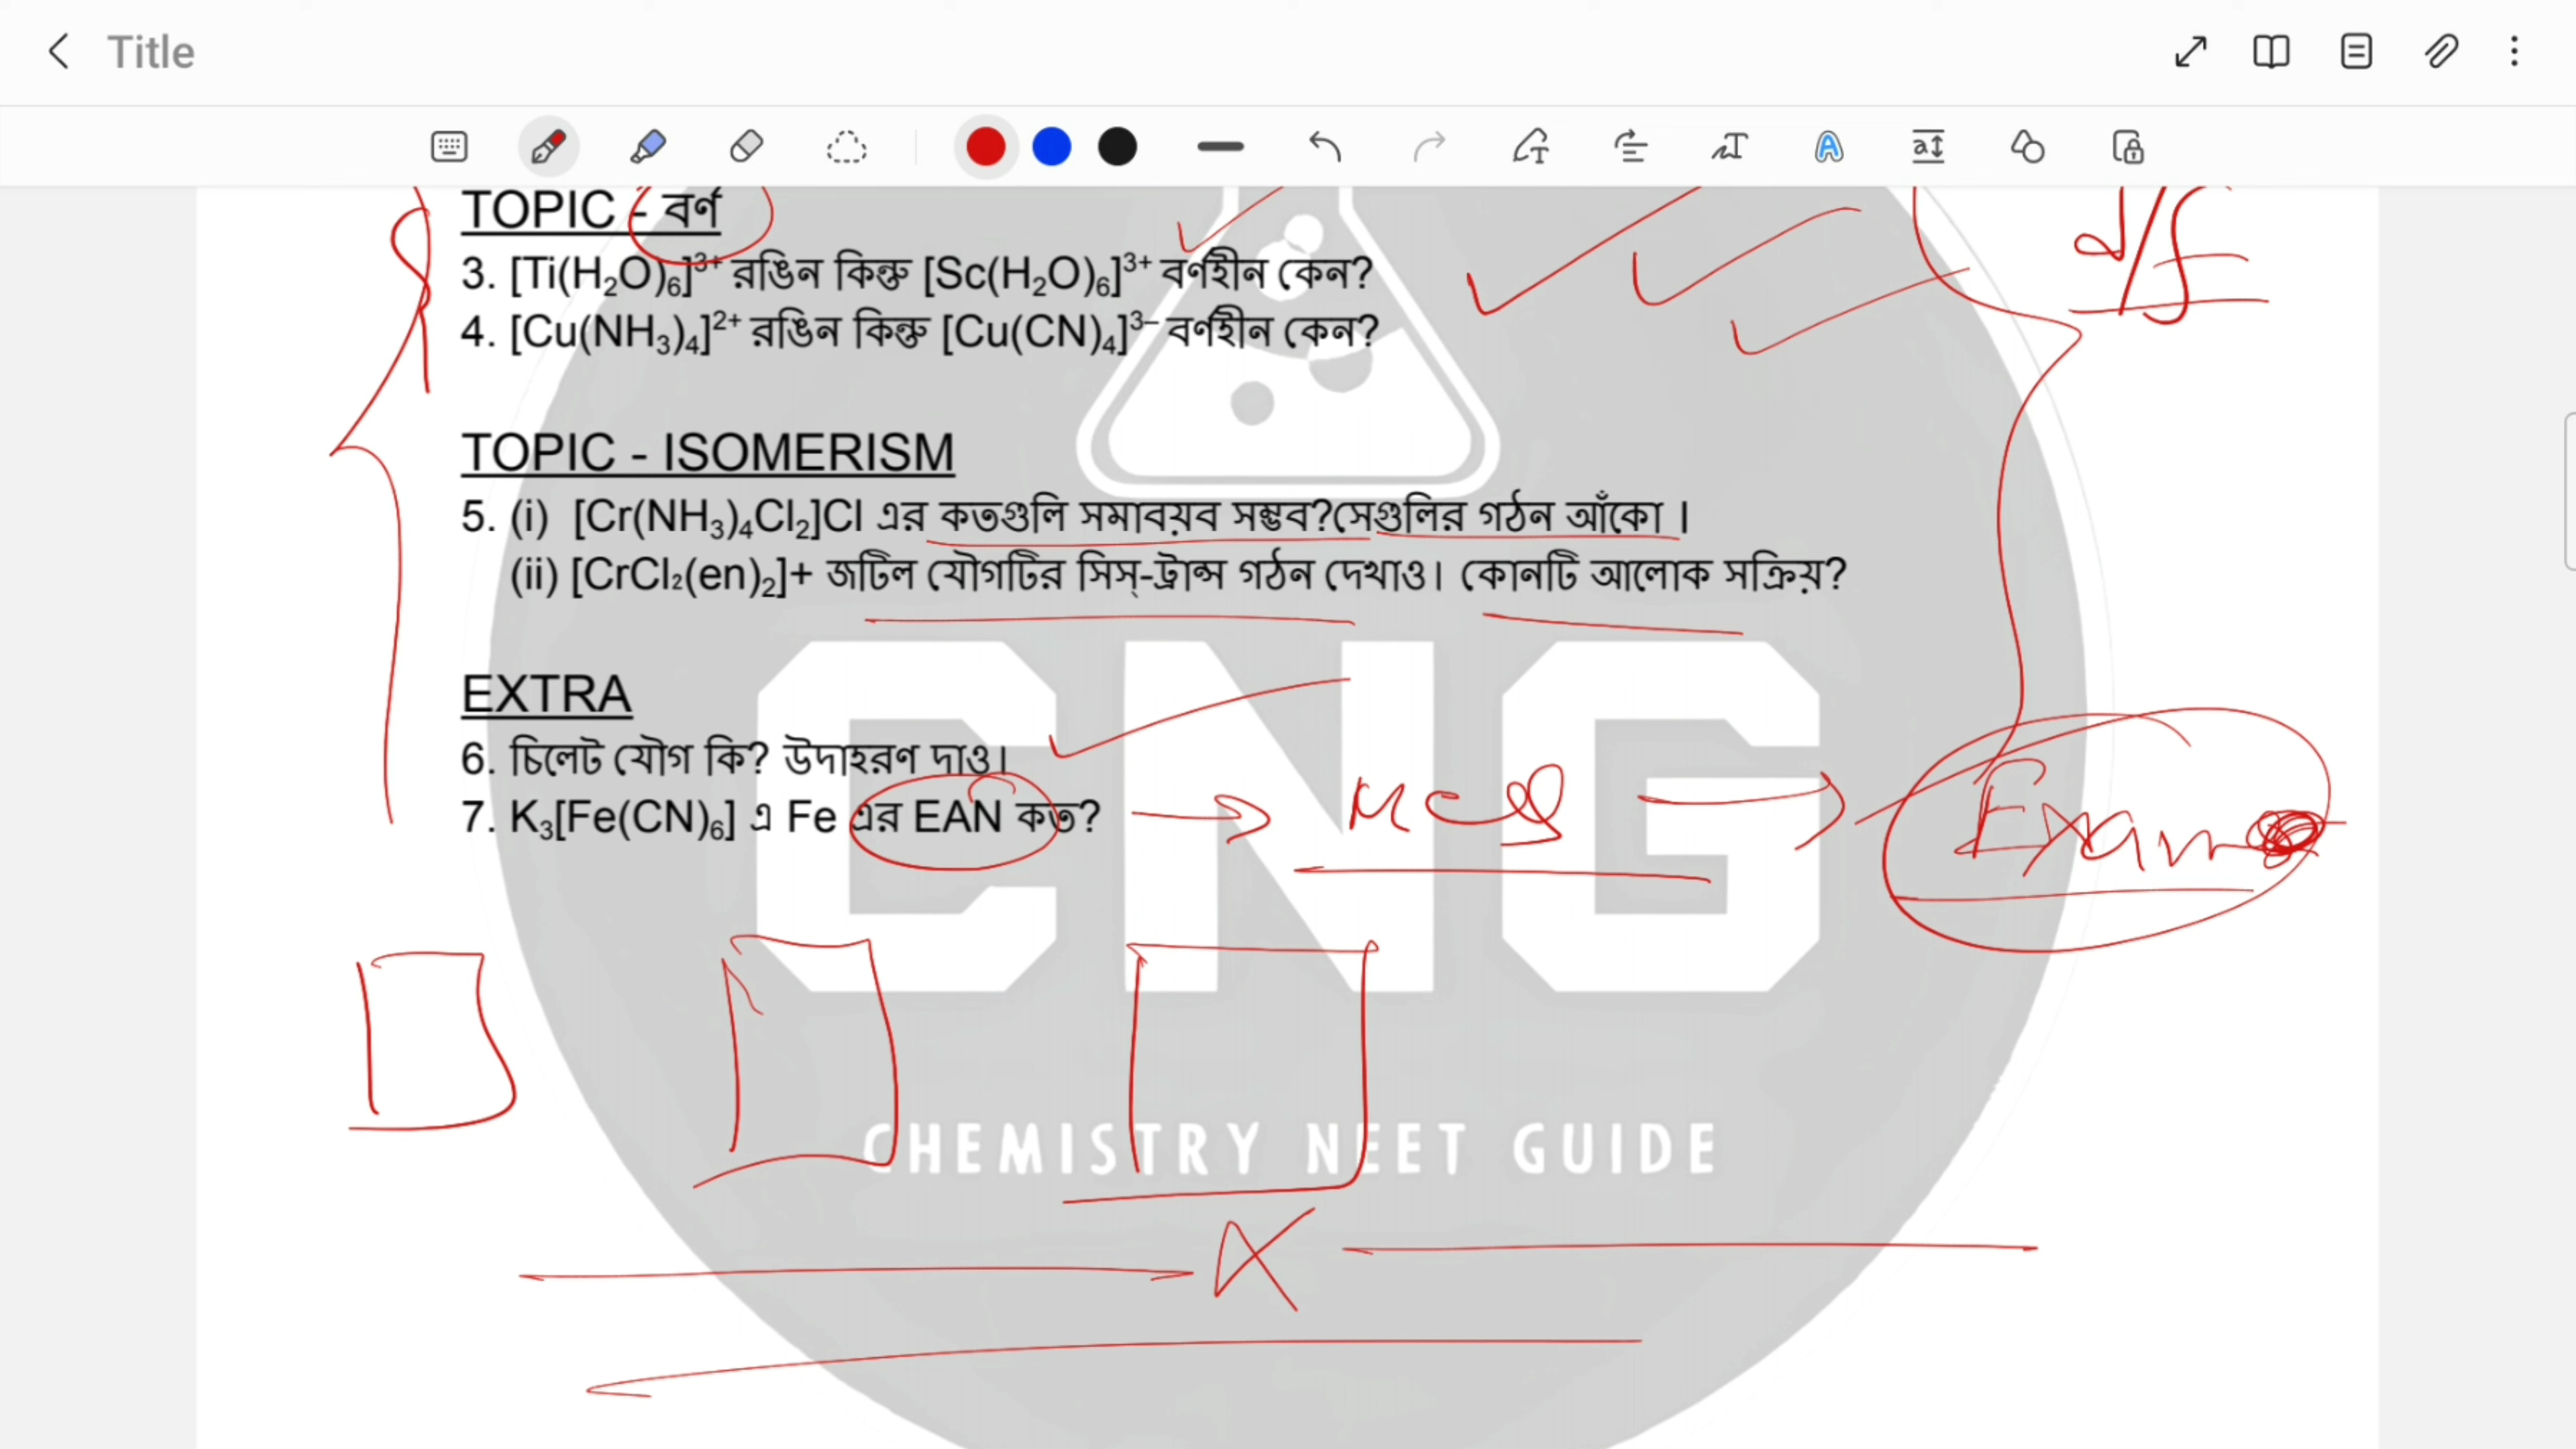 Title
TOPIC - বর্ণ
3. [Ti(H₂O)₆]³⁺ রঙিন কিন্তু [Sc(H₂O)₆]³⁺ বর্ণহীন কেন?
4. [Cu(NH₃)₄]²⁺ রঙিন কিন্তু [Cu(CN)₄]³⁻ বর্ণহীন কেন?
d/f
TOPIC - ISOMERISM
5. (i) [Cr(NH₃)₄Cl₂]Cl এর কতগুলি সমাবয়ব সম্ভব?সেগুলির গঠন আঁকো ।
(ii) [CrCl₂(en)₂]+ জটিল যৌগটির সিস্-ট্রান্স গঠন দেখাও। কোনটি আলোক সক্রিয়?
EXTRA
6. চিলেট যৌগ কি? উদাহরণ দাও।
7. K₃[Fe(CN)₆] এ Fe এর EAN কত? → MCQ → Exam
CNG
CHEMISTRY NEET GUIDE